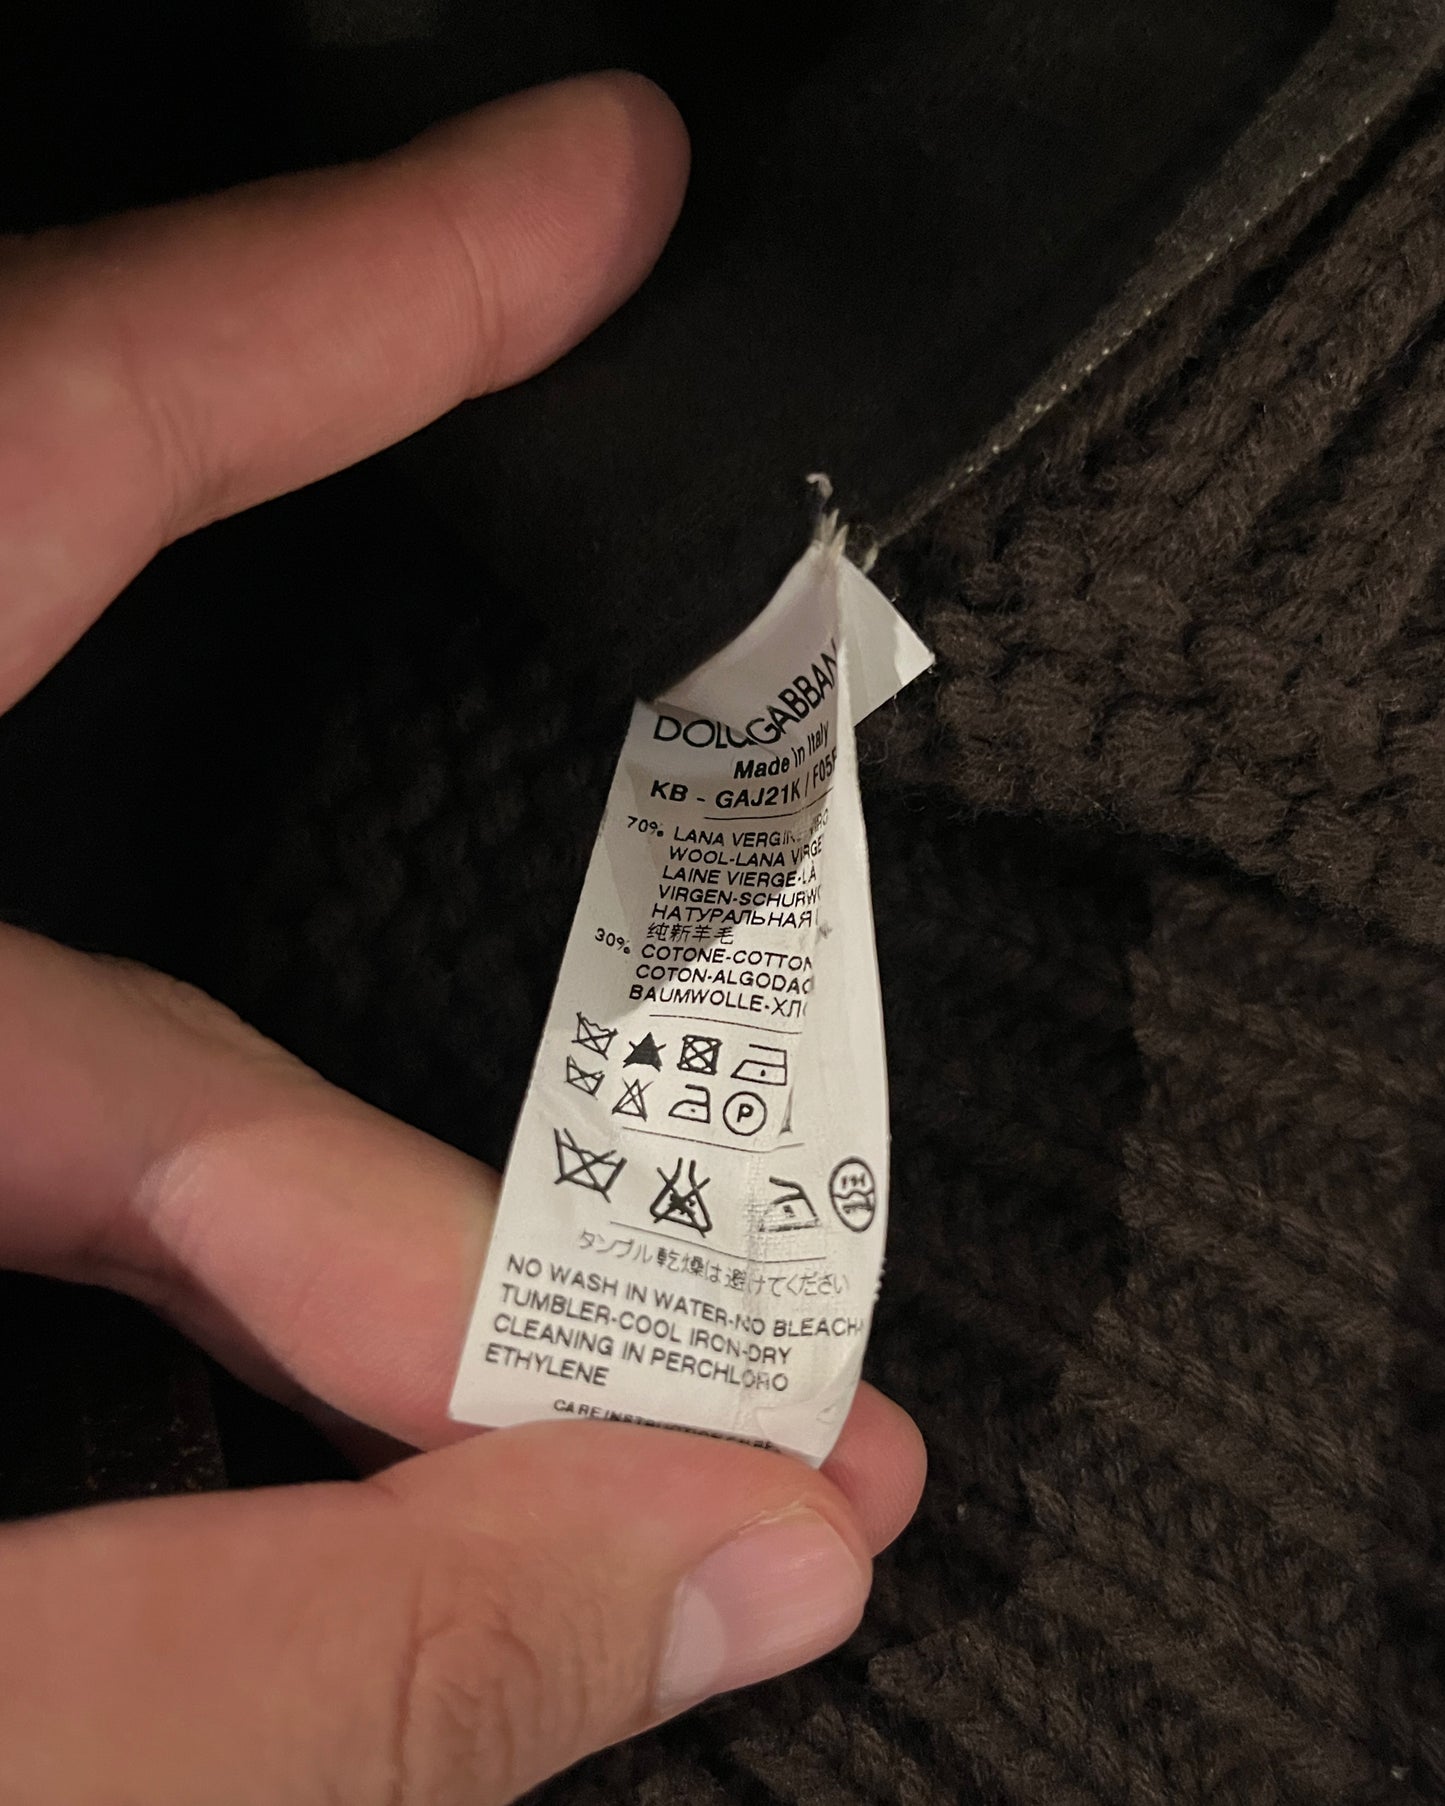 DOLCE&GABBANA
Made in Italy
KB - GAJ21K / F05
70% LANA VERGINE
WOOL-LANA VIRGE
LAINE VIERGE-LÀ
VIRGEN-SCHURW
НАТУРАЛЬНАЯ
纯新羊毛
30% COTONE-COTTON
COTON-ALGODAO
BAUMWOLLE-ХЛО
P
タンブル乾燥は避けてください
NO WASH IN WATER-NO BLEACH-
TUMBLER-COOL IRON-DRY
CLEANING IN PERCHLORO
ETHYLENE
CARE INSTRUCTIONS